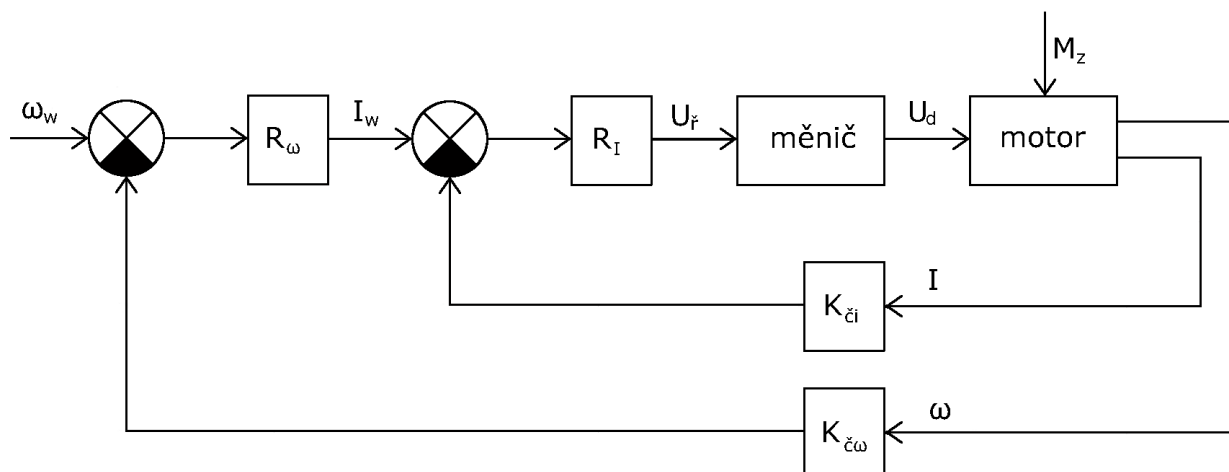 M_z
ω_w
R_ω
I_w
R_I
U_ř
měnič
U_d
motor
K_či
I
K_čω
ω